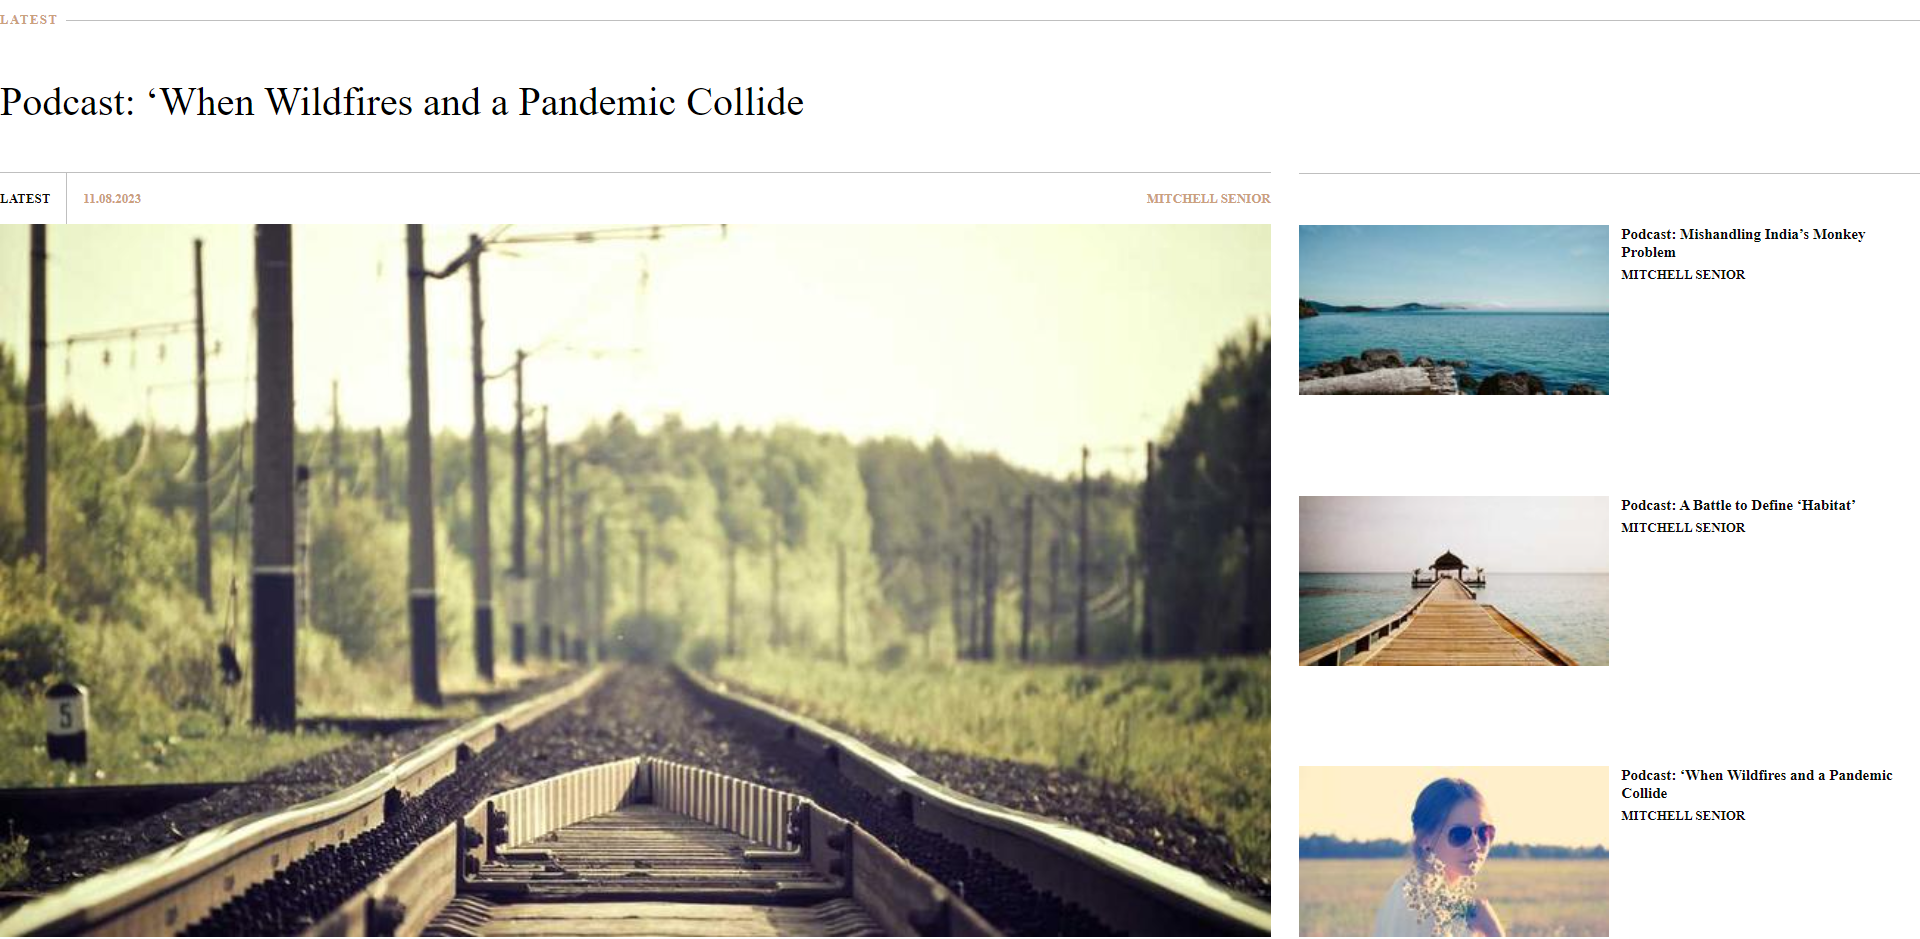 LATEST
Podcast: ‘When Wildfires and a Pandemic Collide
LATEST
11.08.2023
MITCHELL SENIOR
5
Podcast: Mishandling India’s Monkey
Problem
MITCHELL SENIOR
Podcast: A Battle to Define ‘Habitat’
MITCHELL SENIOR
Podcast: ‘When Wildfires and a Pandemic
Collide
MITCHELL SENIOR